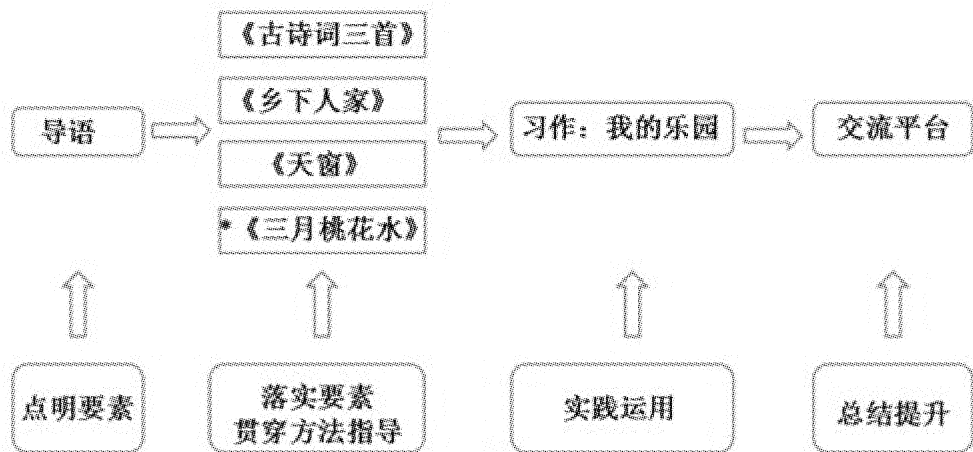 导语
《古诗词三首》
《乡下人家》
《天窗》
*《三月桃花水》
习作：我的乐园
交流平台
点明要素
落实要素
贯穿方法指导
实践运用
总结提升